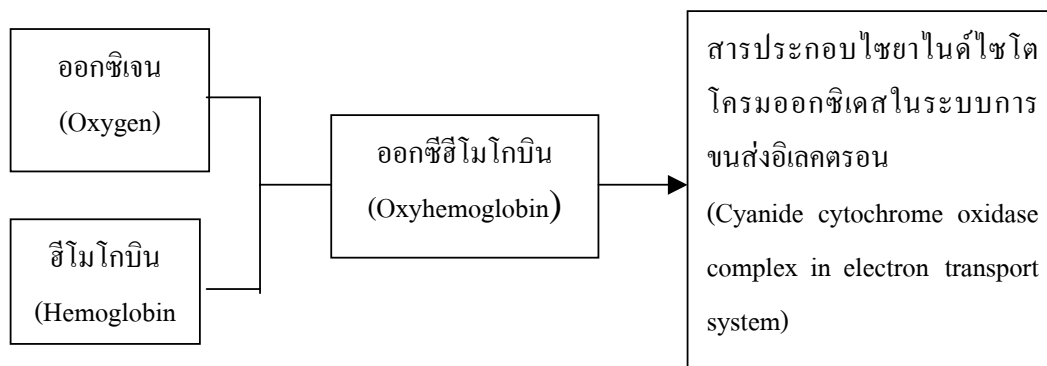 ออกซิเจน
(Oxygen)
ฮีโมโกบิน
(Hemoglobin
ออกซีฮีโมโกบิน
(Oxyhemoglobin)
สารประกอบไซยาไนด์ไซโต
โครมออกซิเดสในระบบการ
ขนส่งอิเลคตรอน
(Cyanide cytochrome oxidase
complex in electron transport
system)